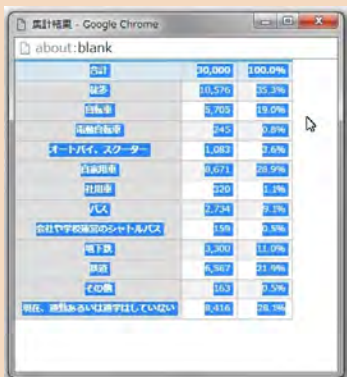 集計結果 - Google Chrome
about:blank
合計 30,000 100.0%
徒歩 10,576 35.3%
自転車 5,705 19.0%
電動自転車 245 0.8%
オートバイ、スクーター 1,083 3.6%
自家用車 8,671 28.9%
社用車 320 1.1%
バス 2,734 9.1%
会社や学校運営のシャトルバス 159 0.5%
地下鉄 3,300 11.0%
鉄道 6,567 21.9%
その他 163 0.5%
現在、通勤あるいは通学はしていない 8,416 28.1%